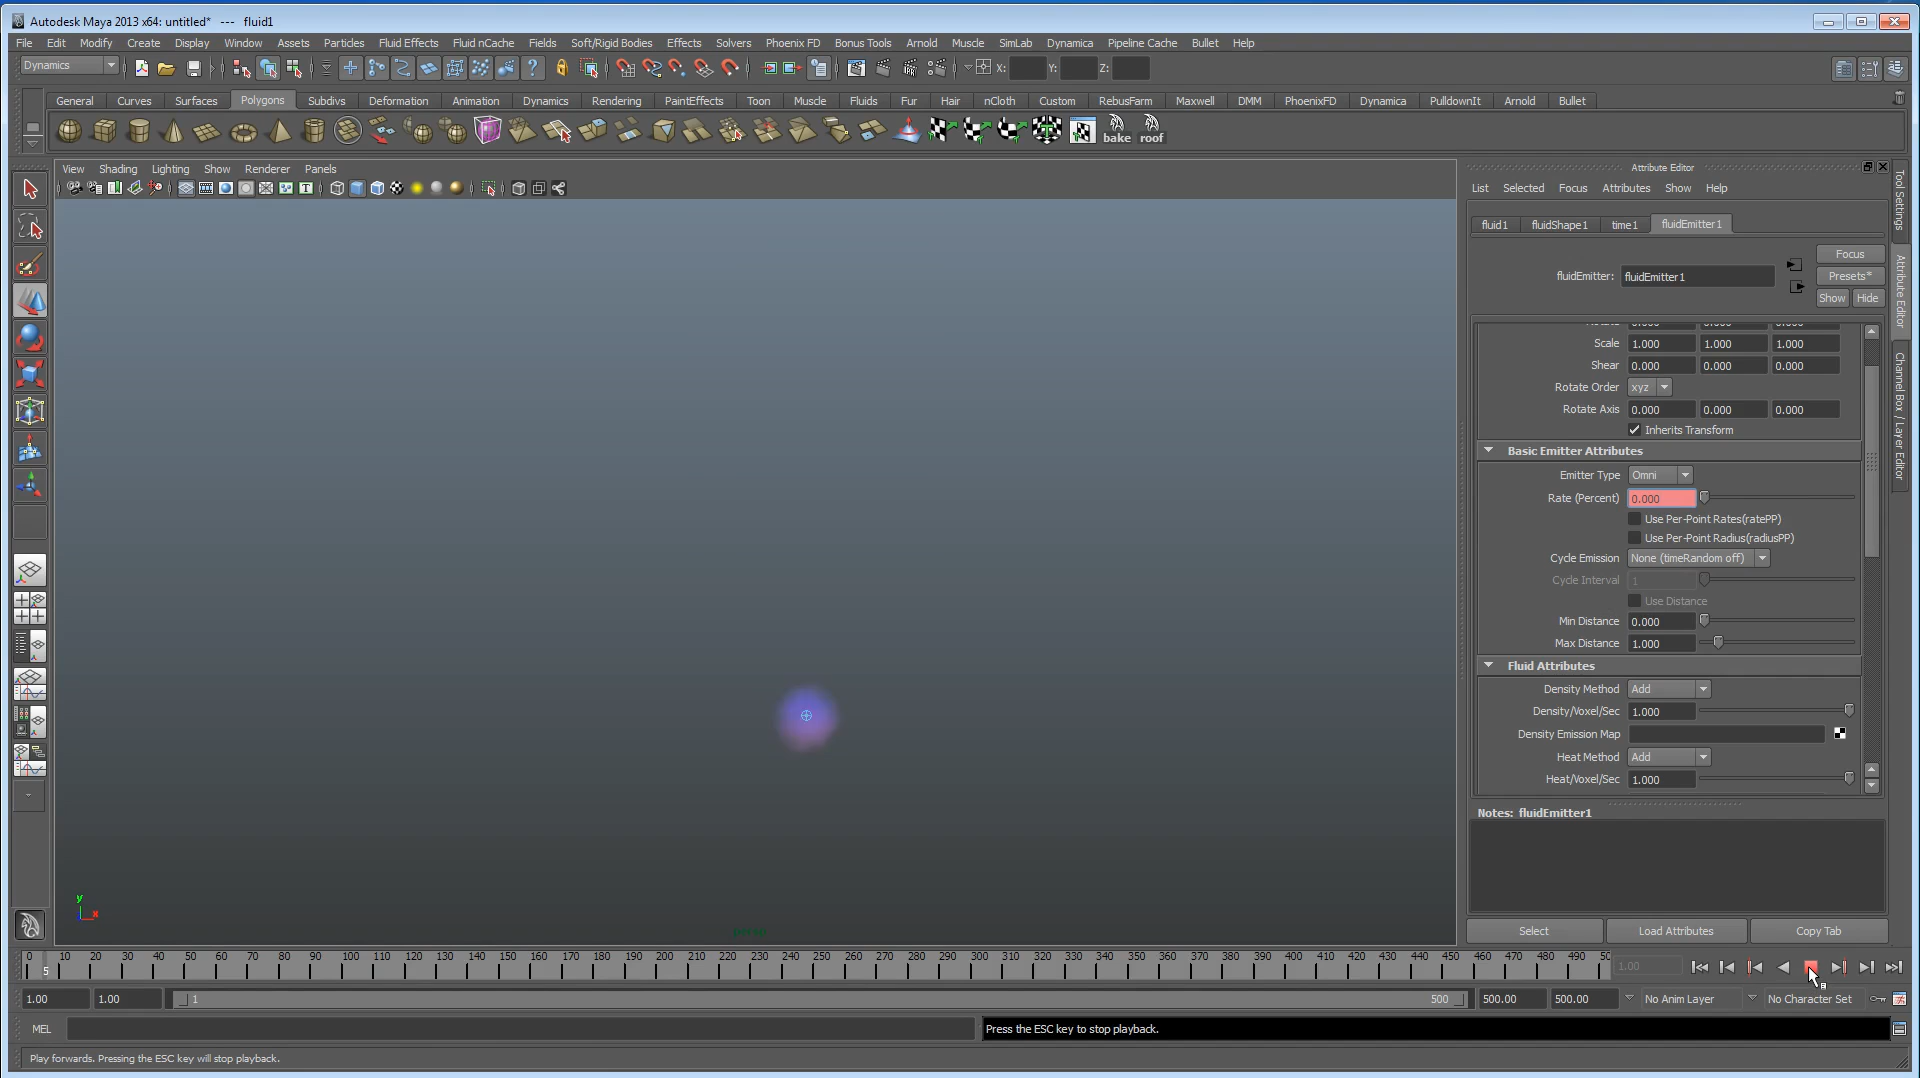 Autodesk Maya 2013 x64: untitled* --- fluid1
File Edit Modify Create Display Window Assets Particles Fluid Effects Fluid nCache Fields Soft/Rigid Bodies Effects Solvers Phoenix FD Bonus Tools Arnold Muscle SimLab Dynamica Pipeline Cache Bullet Help
Dynamics X: Y: Z:
General Curves Surfaces Polygons Subdivs Deformation Animation Dynamics Rendering PaintEffects Toon Muscle Fluids Fur Hair nCloth Custom RebusFarm Maxwell DMM PhoenixFD Dynamica PulldownIt Arnold Bullet
bake roof
View Shading Lighting Show Renderer Panels
Attribute Editor
List Selected Focus Attributes Show Help
fluid1 fluidShape1 time1 fluidEmitter1
Focus
fluidEmitter: fluidEmitter1
Presets*
Show Hide
Scale 1.000 1.000 1.000
Shear 0.000 0.000 0.000
Rotate Order xyz
Rotate Axis 0.000 0.000 0.000
Inherits Transform
Basic Emitter Attributes
Emitter Type Omni
Rate (Percent) 0.000
Use Per-Point Rates(ratePP)
Use Per-Point Radius(radiusPP)
Cycle Emission None (timeRandom off)
Cycle Interval 1
Use Distance
Min Distance 0.000
Max Distance 1.000
Fluid Attributes
Density Method Add
Density/Voxel/Sec 1.000
Density Emission Map
Heat Method Add
Heat/Voxel/Sec 1.000
Notes: fluidEmitter1
Select Load Attributes Copy Tab
Tool Settings
Attribute Editor
Channel Box / Layer Editor
y
x
persp
0 10 20 30 40 50 60 70 80 90 100 110 120 130 140 150 160 170 180 190 200 210 220 230 240 250 260 270 280 290 300 310 320 330 340 350 360 370 380 390 400 410 420 430 440 450 460 470 480 490 50
5
1.00
1.00 1.00 1 500 500.00 500.00 No Anim Layer No Character Set
MEL Press the ESC key to stop playback.
Play forwards. Pressing the ESC key will stop playback.